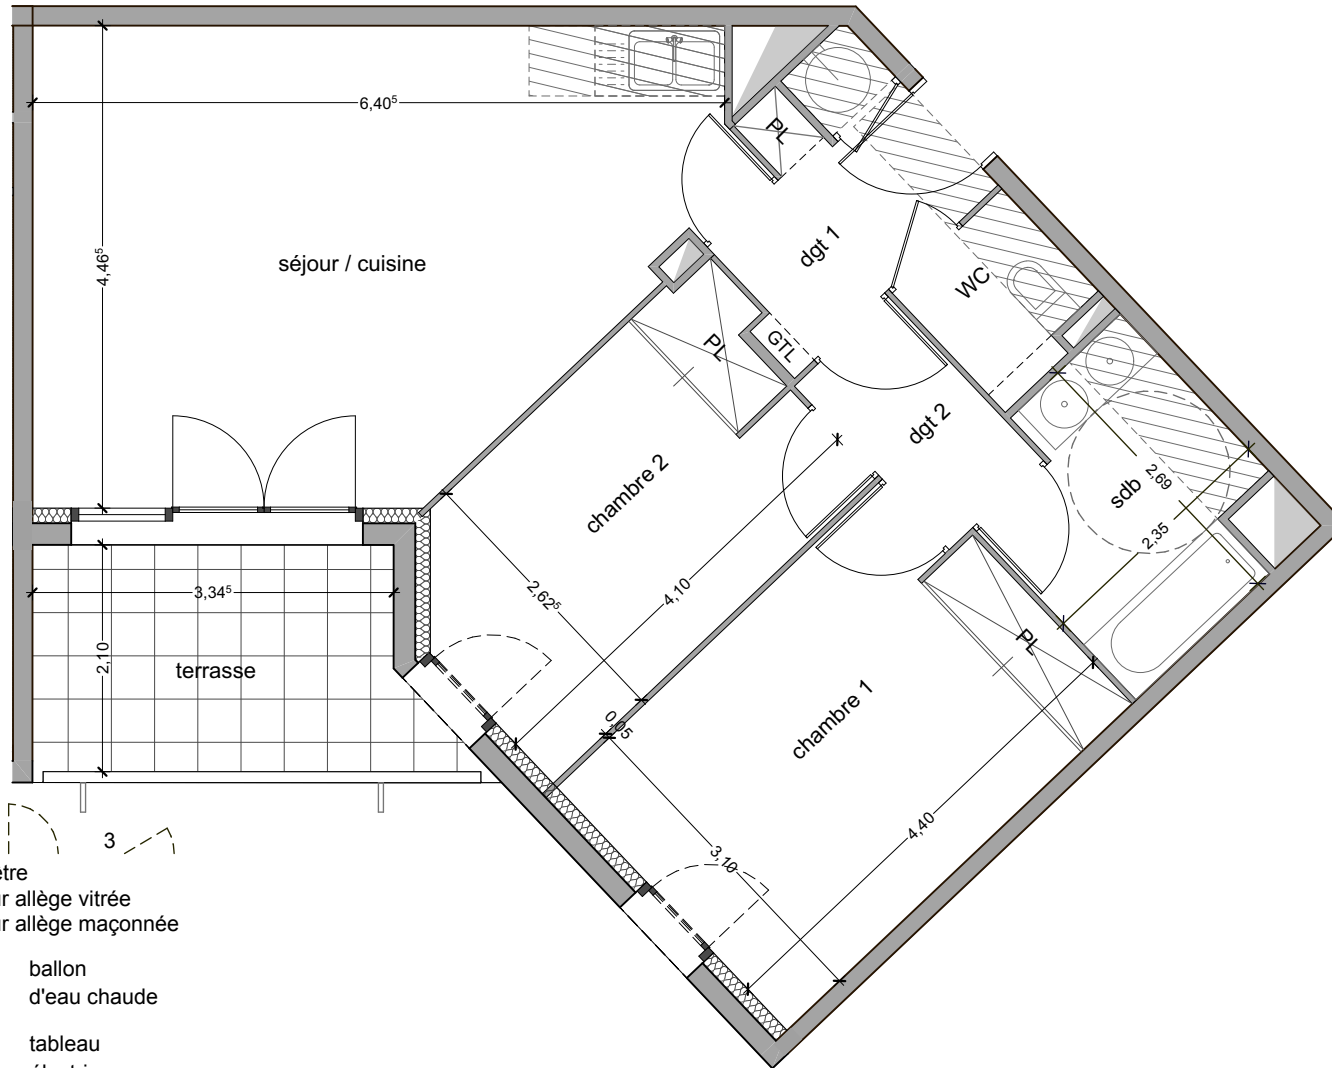 6,40⁵
PL
4,46⁵
séjour / cuisine
dgt 1
WC
PL
GTL
dgt 2
chambre 2
sdb
2,69
2,35
2,62⁵
4,10
3,34⁵
2,10
terrasse
PL
chambre 1
0,05
3,10
4,40
3
allège vitrée
allège maçonnée
ballon
d'eau chaude
tableau